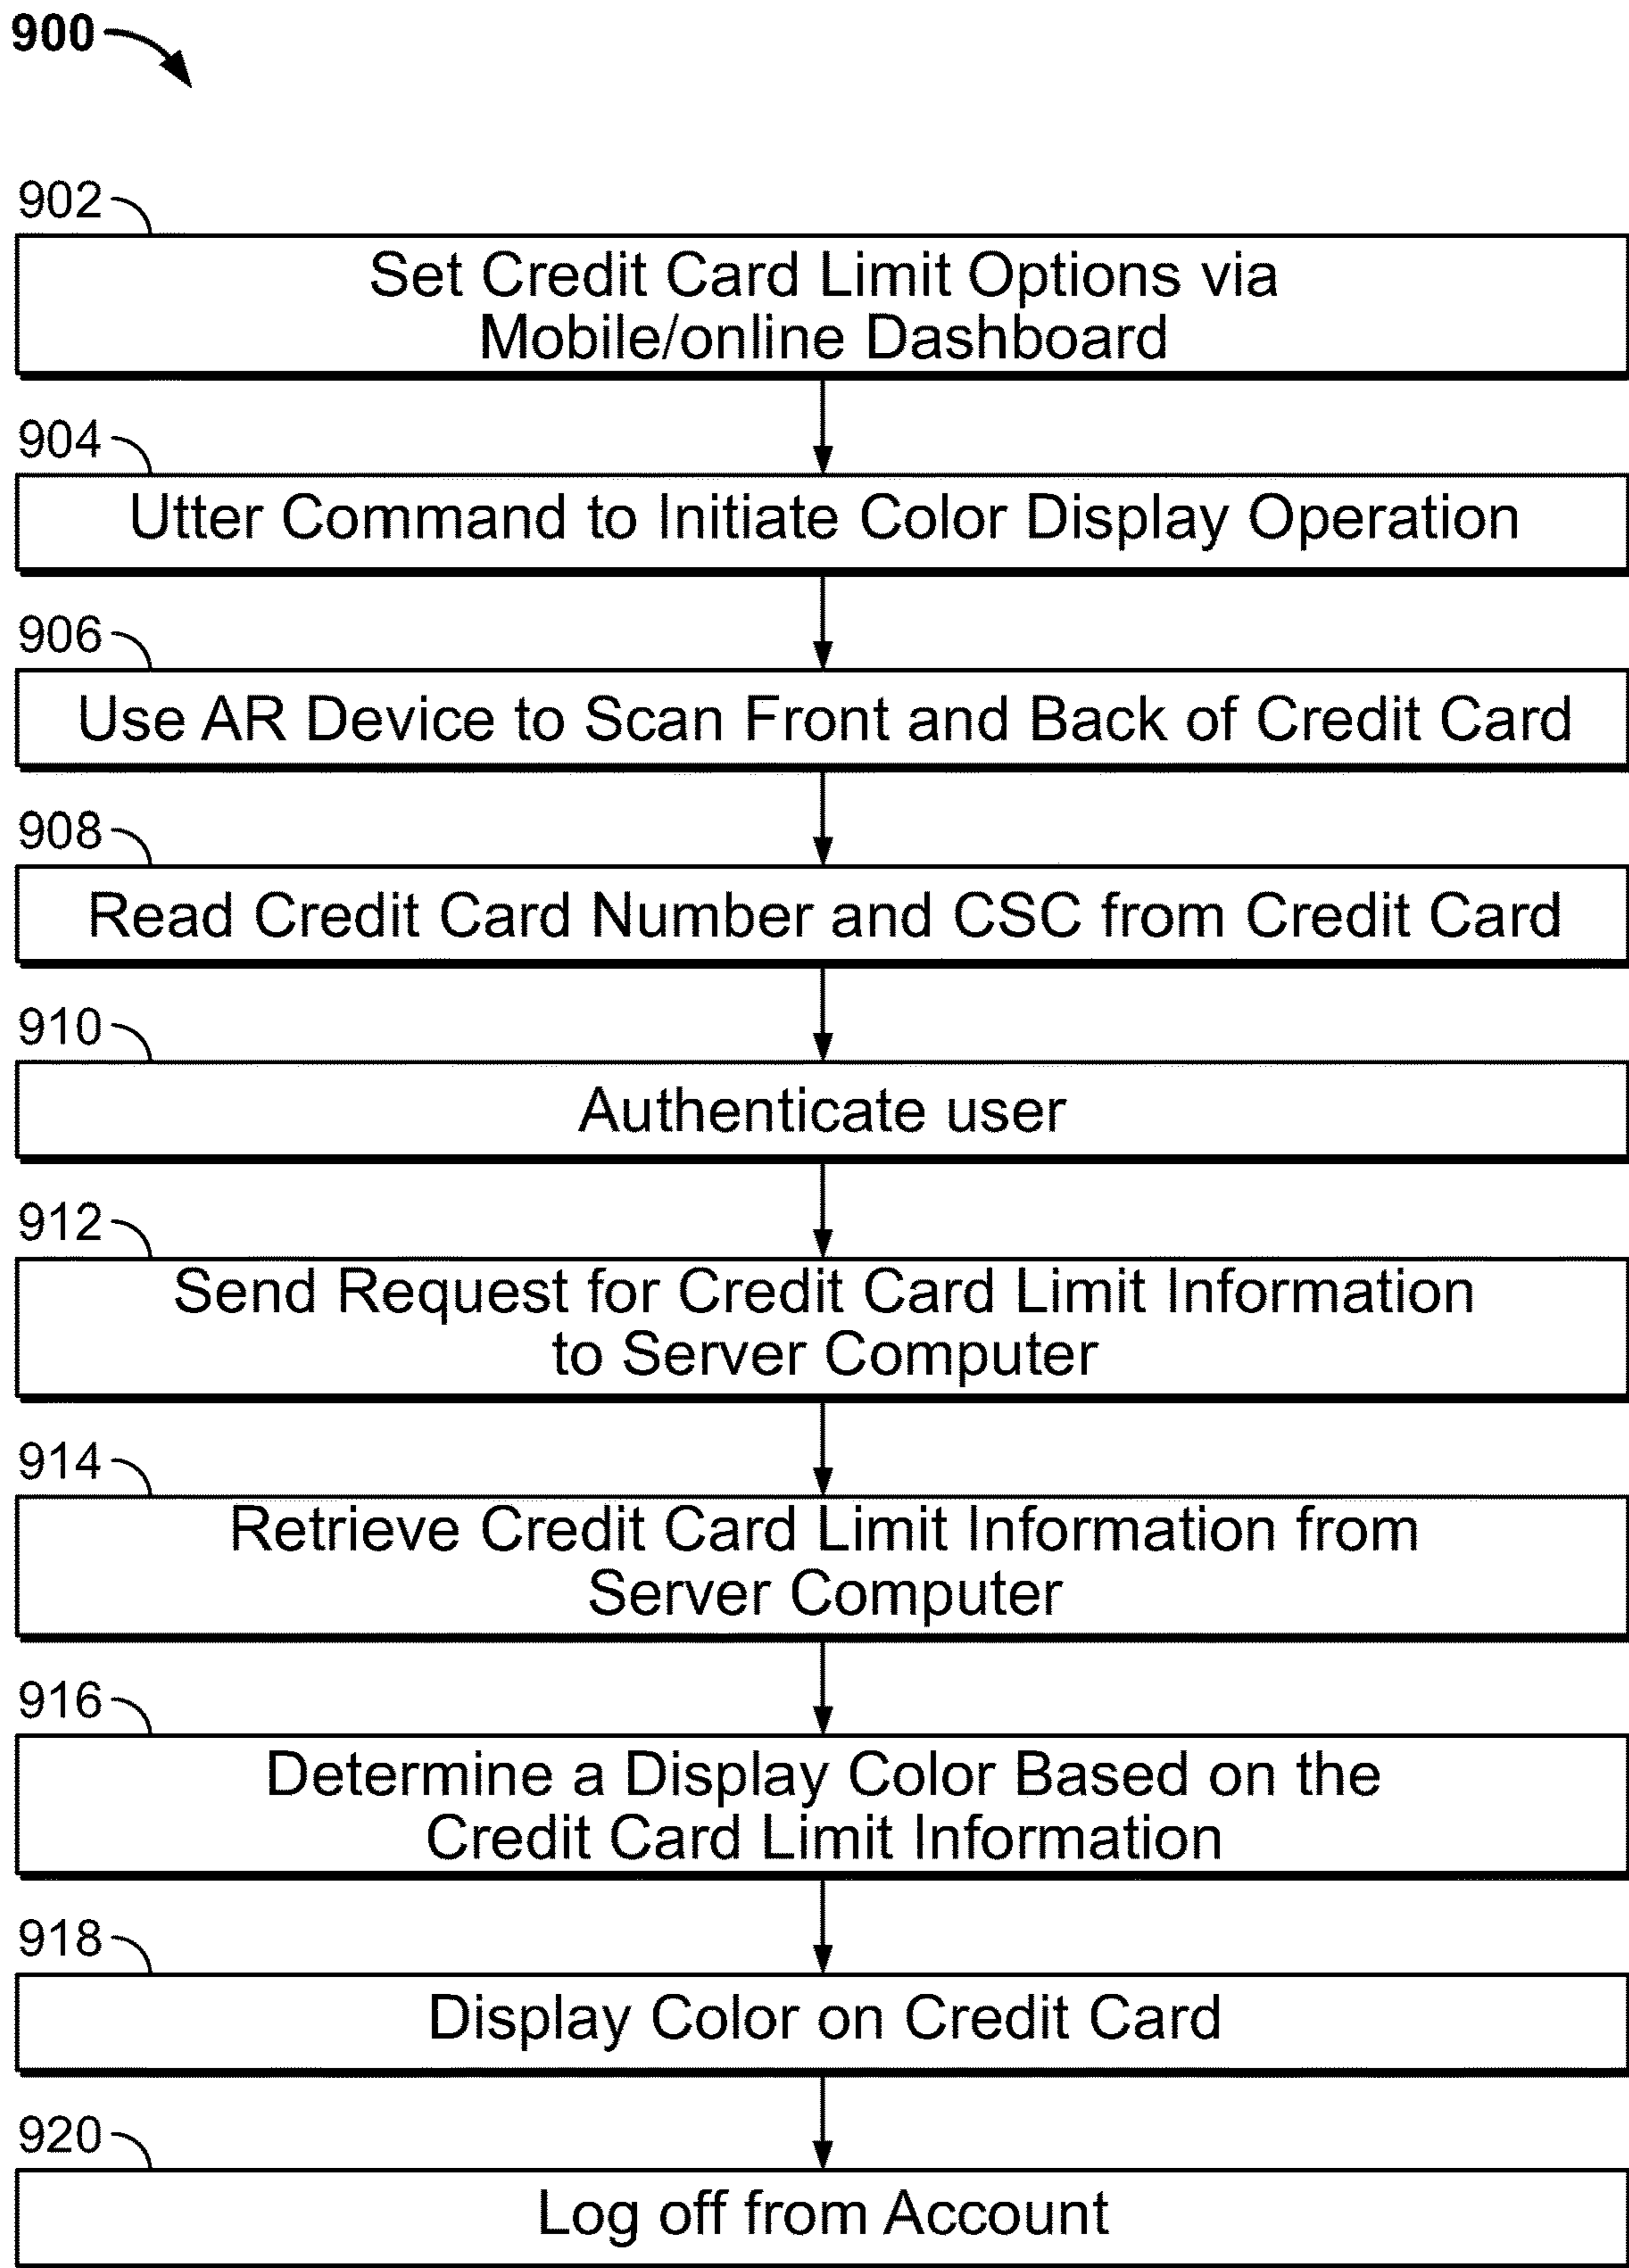 900
902
Set Credit Card Limit Options via
Mobile/online Dashboard
904
Utter Command to Initiate Color Display Operation
906
Use AR Device to Scan Front and Back of Credit Card
908
Read Credit Card Number and CSC from Credit Card
910
Authenticate user
912
Send Request for Credit Card Limit Information
to Server Computer
914
Retrieve Credit Card Limit Information from
Server Computer
916
Determine a Display Color Based on the
Credit Card Limit Information
918
Display Color on Credit Card
920
Log off from Account